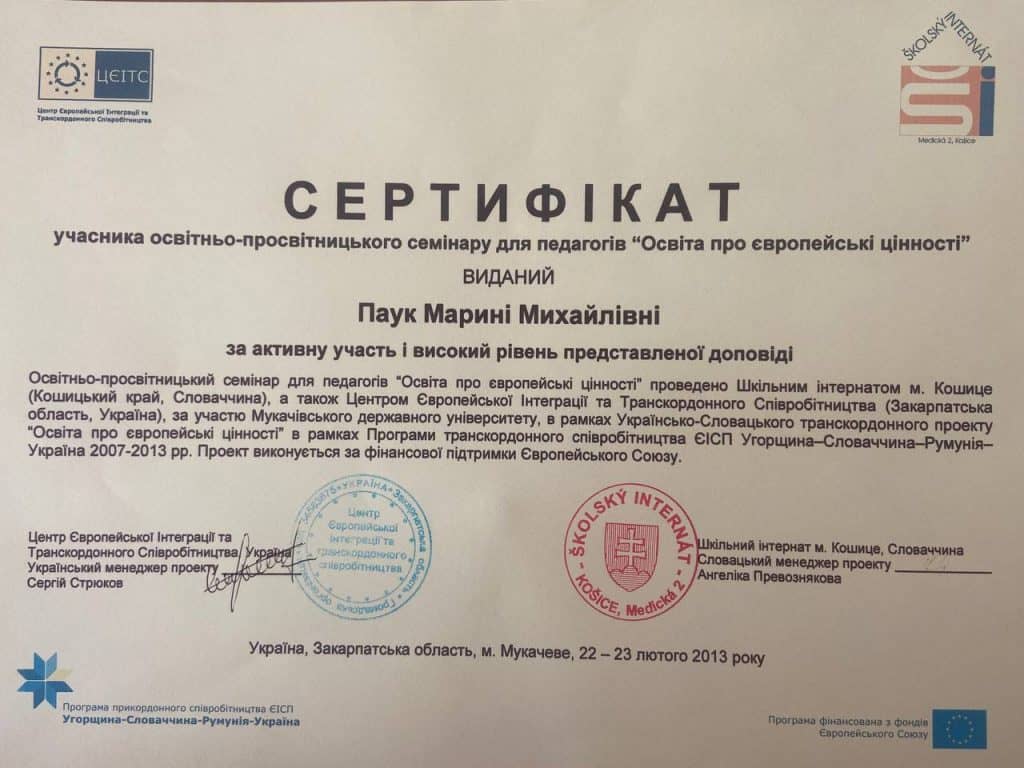 ЦЄІТС
Центр Європейської Інтеграції та
Транскордонного Співробітництва
ŠKOLSKÝ INTERNÁT
ŠI
Medická 2, Košice
СЕРТИФІКАТ
учасника освітньо-просвітницького семінару для педагогів “Освіта про європейські цінності”
ВИДАНИЙ
Паук Марині Михайлівні
за активну участь і високий рівень представленої доповіді
Освітньо-просвітницький семінар для педагогів “Освіта про європейські цінності” проведено Шкільним інтернатом м. Кошице
(Кошицький край, Словаччина), а також Центром Європейської Інтеграції та Транскордонного Співробітництва (Закарпатська
область, Україна), за участю Мукачівського державного університету, в рамках Українсько-Словацького транскордонного проекту
“Освіта про європейські цінності” в рамках Програми транскордонного співробітництва ЄІСП Угорщина–Словаччина–Румунія–
Україна 2007-2013 рр. Проект виконується за фінансової підтримки Європейського Союзу.
Центр Європейської Інтеграції та
Транскордонного Співробітництва, Україна
Український менеджер проекту
Сергій Стрюков
УКРАЇНА * Закарпатська область * Громадська
Центр
Європейської
Інтеграції та
транскордонного
співробітництва
ŠKOLSKÝ INTERNÁT
KOŠICE, Medická 2
Шкільний інтернат м. Кошице, Словаччина
Словацький менеджер проекту
Ангеліка Превознякова
Україна, Закарпатська область, м. Мукачеве, 22 – 23 лютого 2013 року
Програма прикордонного співробітництва ЄІСП
Угорщина-Словаччина-Румунія-Україна
Програма фінансована з фондів
Європейського Союзу